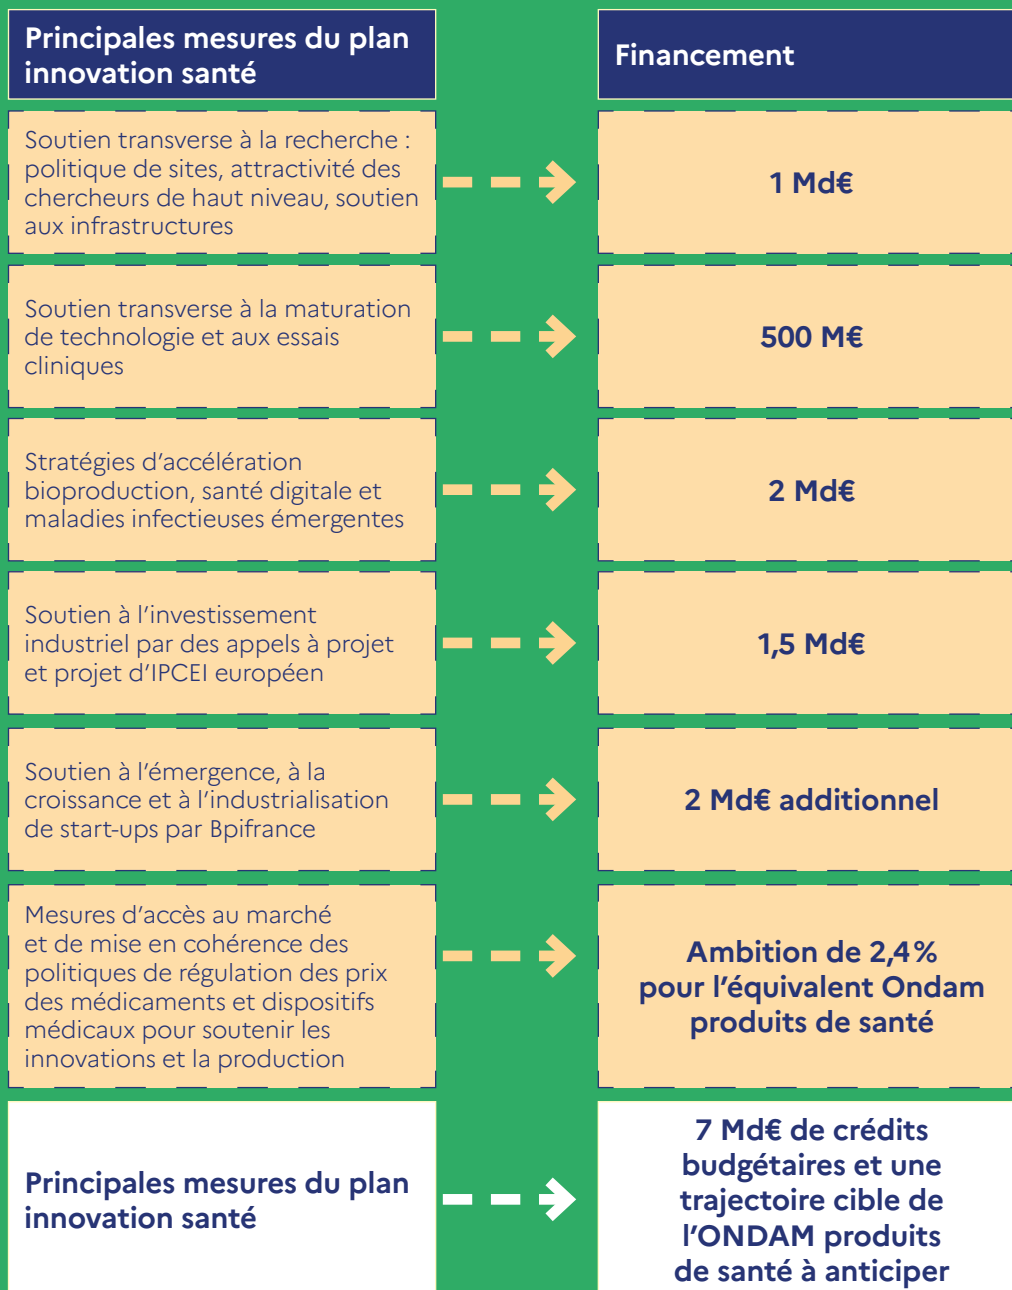 Principales mesures du plan
innovation santé
Financement
Soutien transverse à la recherche :
politique de sites, attractivité des
chercheurs de haut niveau, soutien
aux infrastructures
1 Md€
Soutien transverse à la maturation
de technologie et aux essais
cliniques
500 M€
Stratégies d'accélération
bioproduction, santé digitale et
maladies infectieuses émergentes
2 Md€
Soutien à l'investissement
industriel par des appels à projet
et projet d'IPCEI européen
1,5 Md€
Soutien à l'émergence, à la
croissance et à l'industrialisation
de start-ups par Bpifrance
2 Md€ additionnel
Mesures d'accès au marché
et de mise en cohérence des
politiques de régulation des prix
des médicaments et dispositifs
médicaux pour soutenir les
innovations et la production
Ambition de 2,4%
pour l'équivalent Ondam
produits de santé
Principales mesures du plan
innovation santé
7 Md€ de crédits
budgétaires et une
trajectoire cible de
l'ONDAM produits
de santé à anticiper